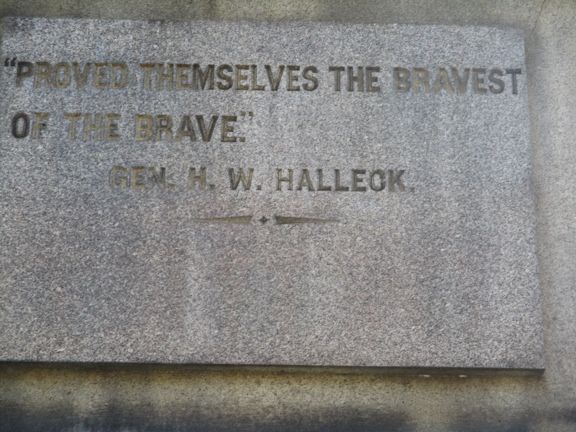 "PROVED THEMSELVES THE BRAVEST
OF THE BRAVE."
GEN. H. W. HALLECK.